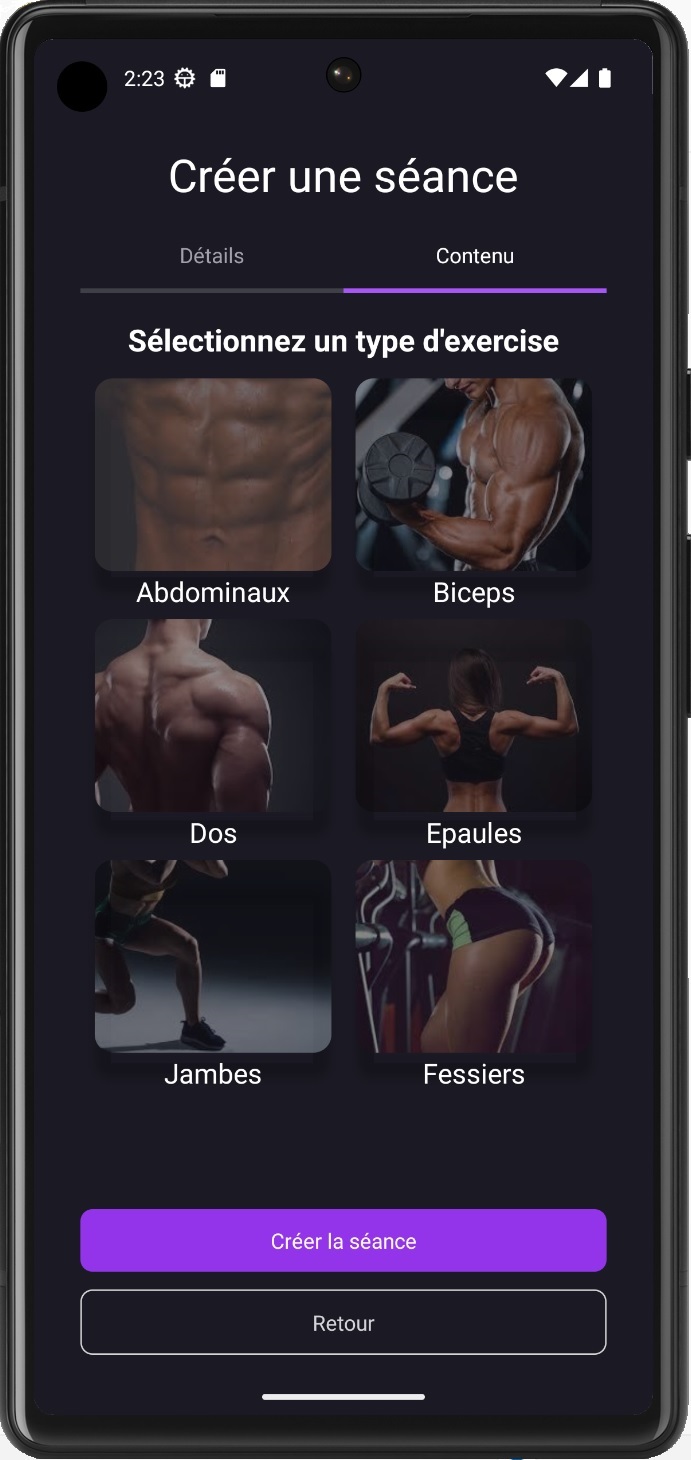 2:23
Créer une séance
Détails Contenu
Sélectionnez un type d'exercise
Abdominaux Biceps
Dos Epaules
Jambes Fessiers
Créer la séance
Retour